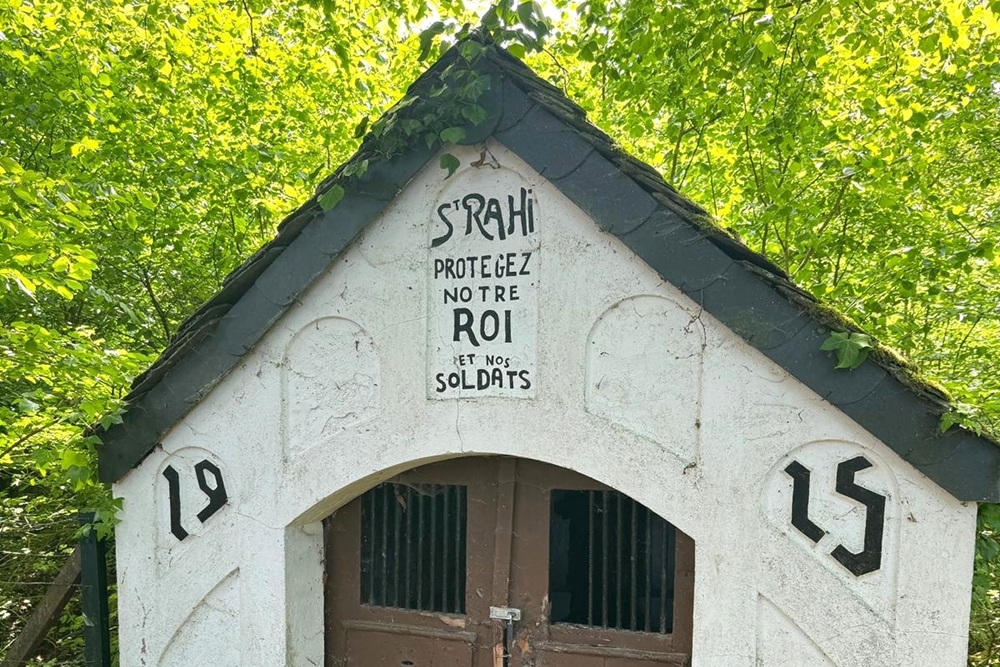 ST RAHI
PROTEGEZ
NOTRE
ROI
ET NOS
SOLDATS
19 15